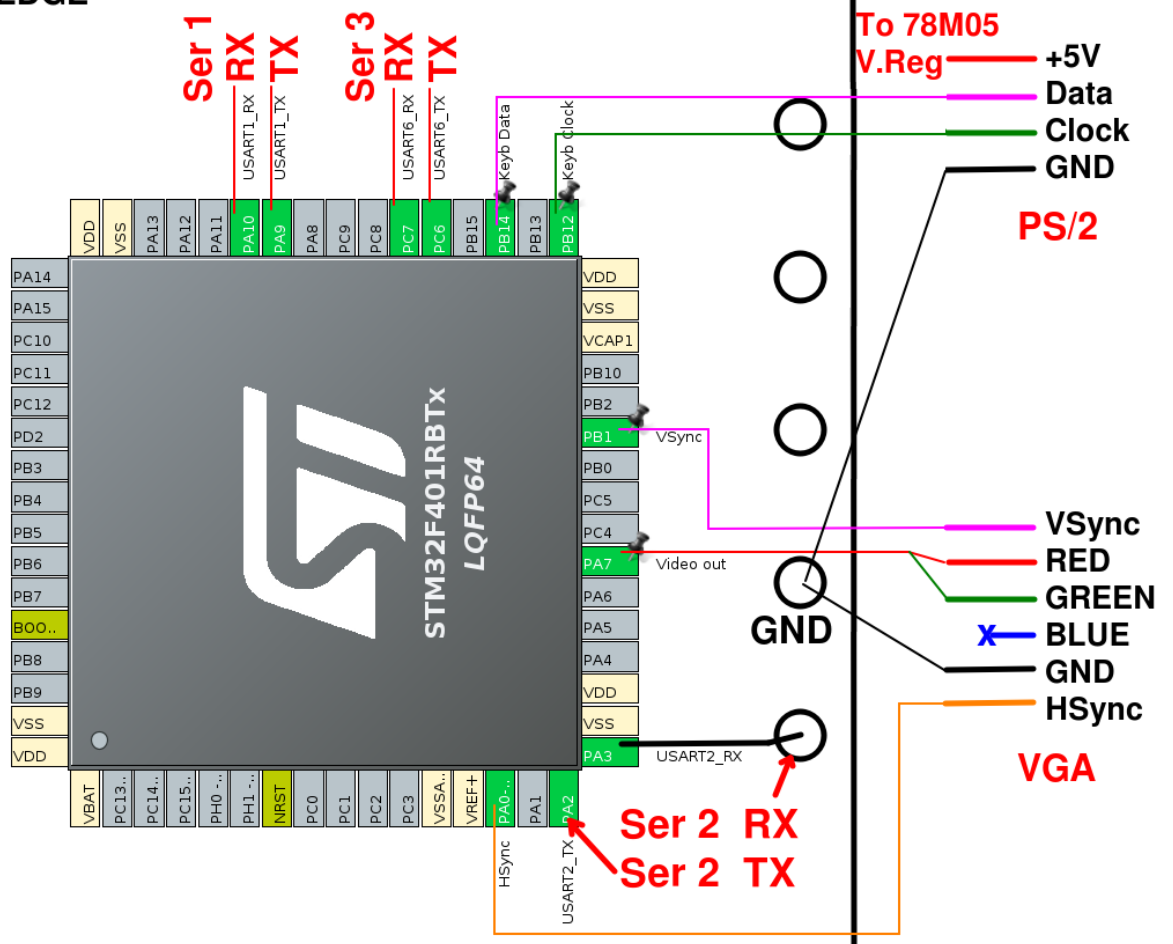 EDGE
Ser 1
RX
TX
Ser 3
RX
TX
To 78M05
V.Reg
+5V
Data
Clock
GND
PS/2
USART1_RX
USART1_TX
USART6_RX
USART6_TX
Keyb Data
Keyb Clock
VDD
VSS
PA13
PA12
PA11
PA10
PA9
PA8
PC9
PC8
PC7
PC6
PB15
PB14
PB13
PB12
PA14
PA15
PC10
PC11
PC12
PD2
PB3
PB4
PB5
PB6
PB7
BOO..
PB8
PB9
VSS
VDD
STM32F401RBTx
LQFP64
VDD
VSS
VCAP1
PB10
PB2
PB1
VSync
PB0
PC5
PC4
PA7
Video out
PA6
PA5
PA4
VDD
VSS
PA3
USART2_RX
VBAT
PC13..
PC14..
PC15..
PH0 -..
PH1 -..
NRST
PC0
PC1
PC2
PC3
VSSA..
VREF+
PA0-..
PA1
PA2
HSync
USART2_TX
GND
Ser 2 RX
Ser 2 TX
VSync
RED
GREEN
X BLUE
GND
HSync
VGA